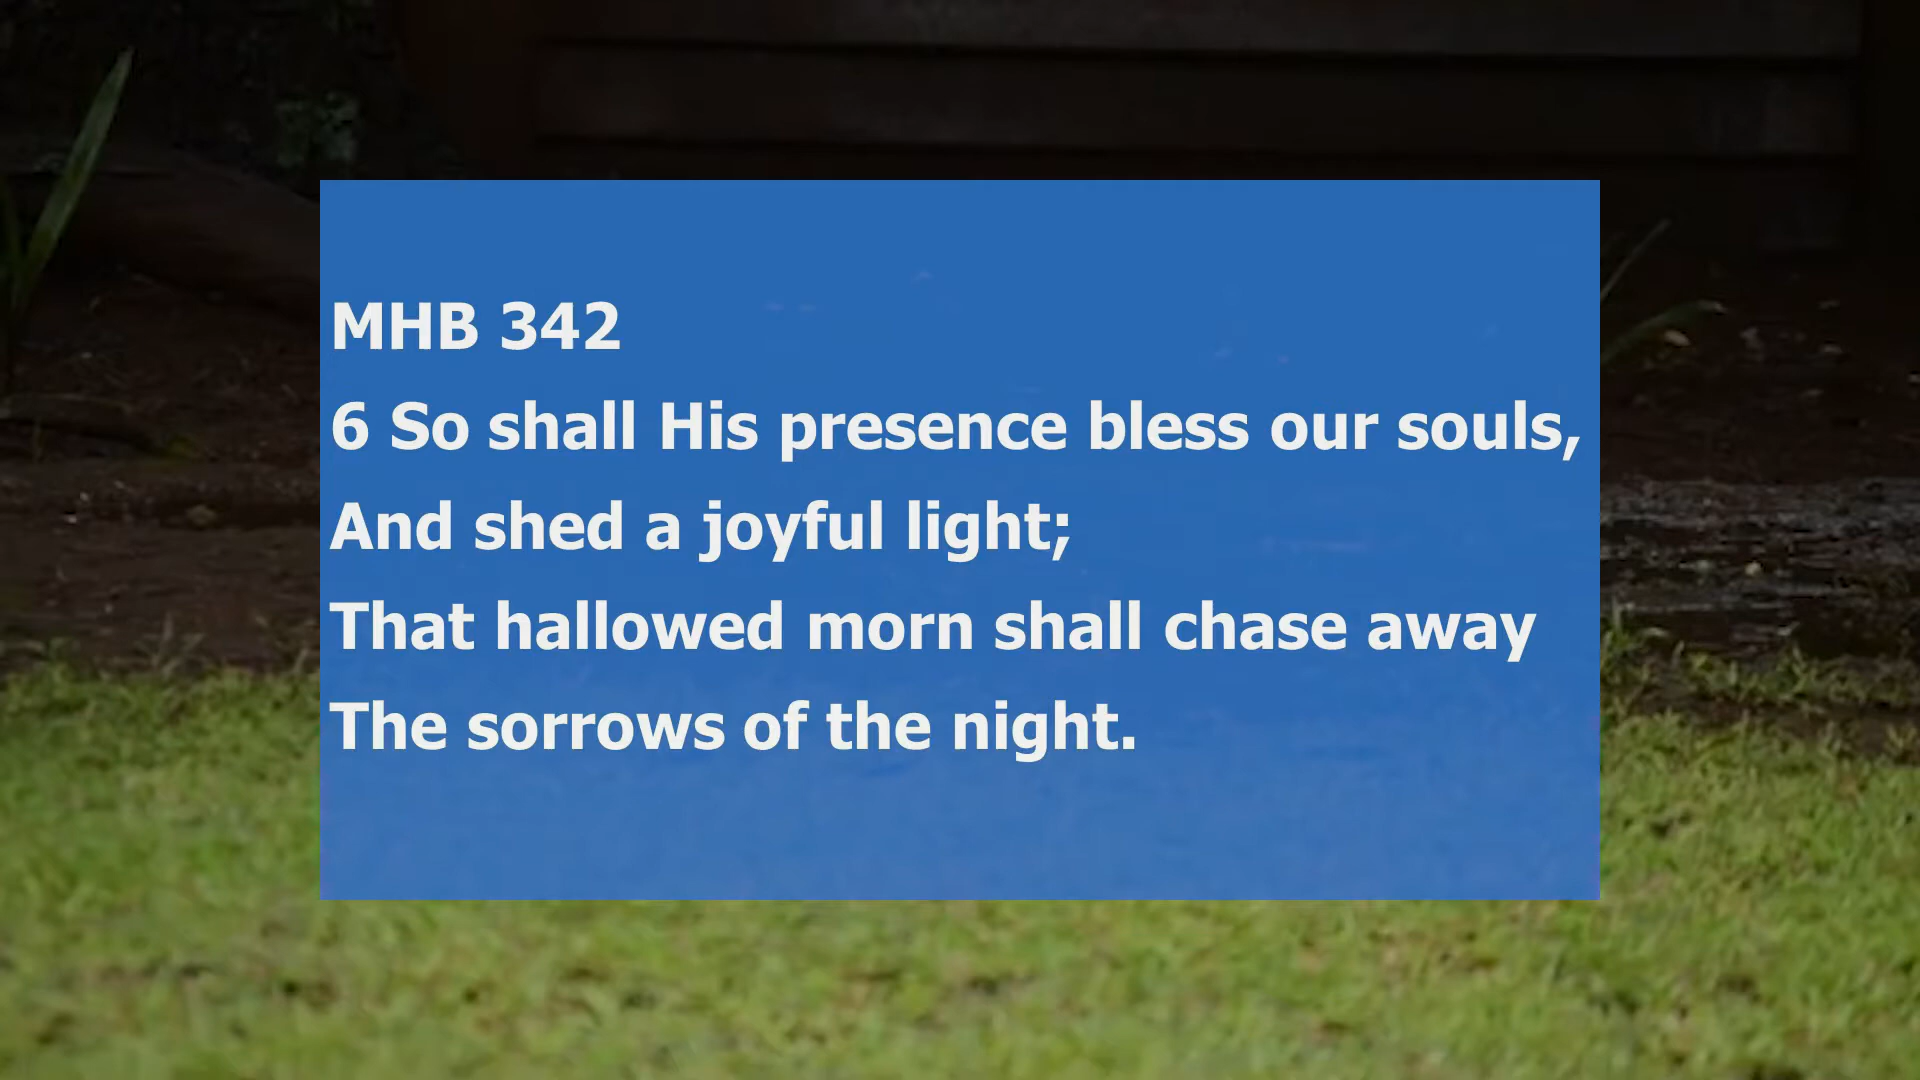 MHB 342
6 So shall His presence bless our souls,
And shed a joyful light;
That hallowed morn shall chase away
The sorrows of the night.